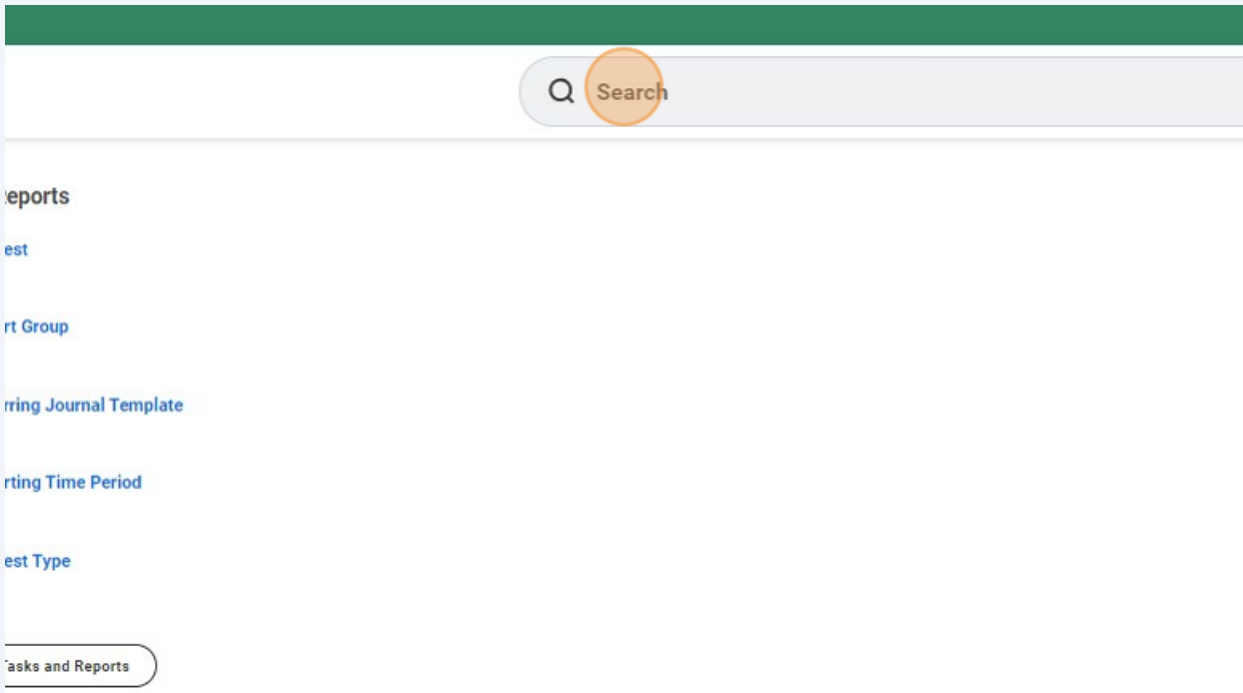 Search
eports
est
rt Group
rring Journal Template
rting Time Period
est Type
Tasks and Reports